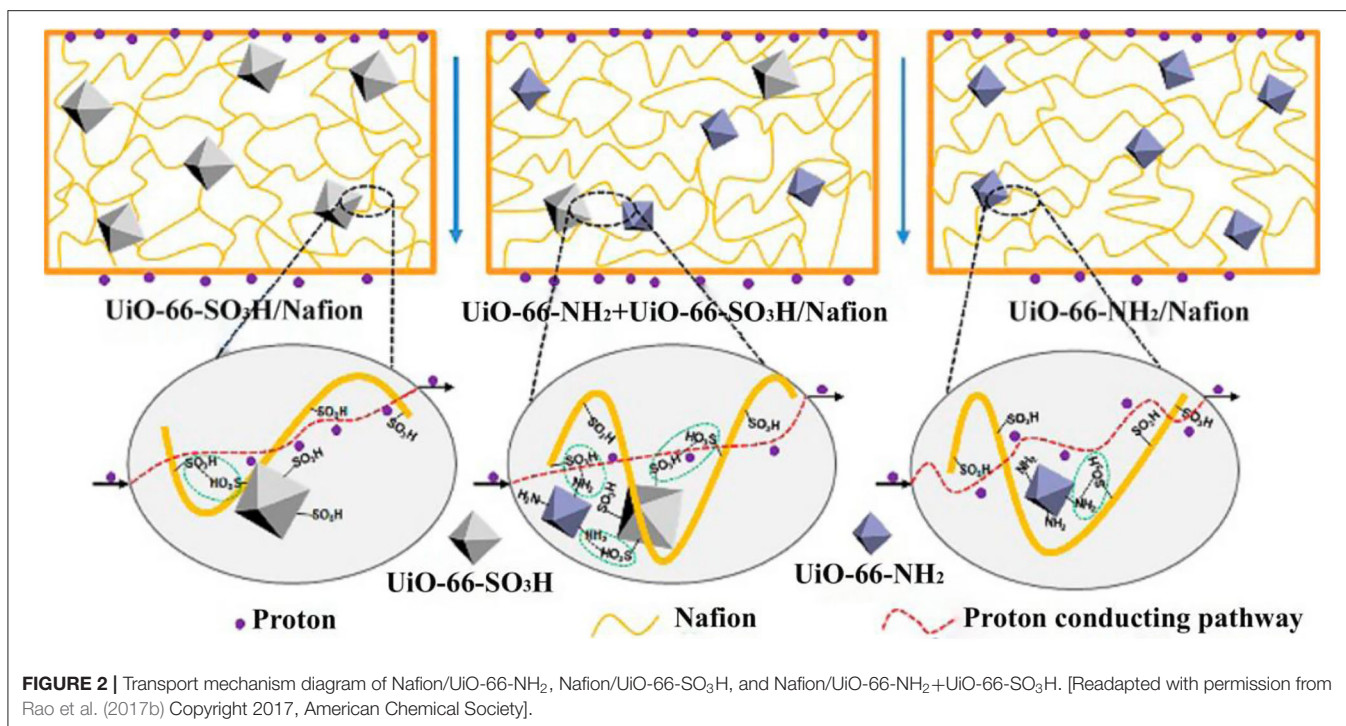 UiO-66-SO₃H/Nafion
UiO-66-NH₂+UiO-66-SO₃H/Nafion
UiO-66-NH₂/Nafion
SO₃H
SO₃H
SO₃H
HO₃S
SO₃H
SO₃H
SO₃H
SO₃H
HO₃S
SO₃H
SO₃H
NH₂
H₂N
SO₃H
NH₂
HO₃S
SO₃H
SO₃H
SO₃H
NH₂
SO₃H
NH₂
NH₂
UiO-66-SO₃H
UiO-66-NH₂
Proton
Nafion
Proton conducting pathway
FIGURE 2 | Transport mechanism diagram of Nafion/UiO-66-NH₂, Nafion/UiO-66-SO₃H, and Nafion/UiO-66-NH₂+UiO-66-SO₃H. [Readapted with permission from
Rao et al. (2017b) Copyright 2017, American Chemical Society].